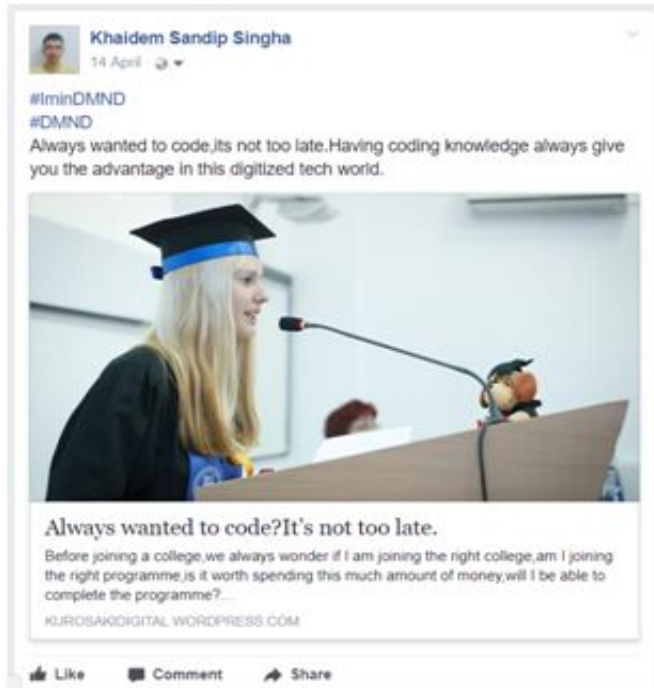 Khaidem Sandip Singha
14 April
#IminDMND
#DMND
Always wanted to code,its not too late.Having coding knowledge always give
you the advantage in this digitized tech world.
Always wanted to code?It's not too late.
Before joining a college,we always wonder if I am joining the right college,am I joining
the right programme,is it worth spending this much amount of money,will I be able to
complete the programme?...
KUROSAKIDIGITAL.WORDPRESS.COM
Like Comment Share